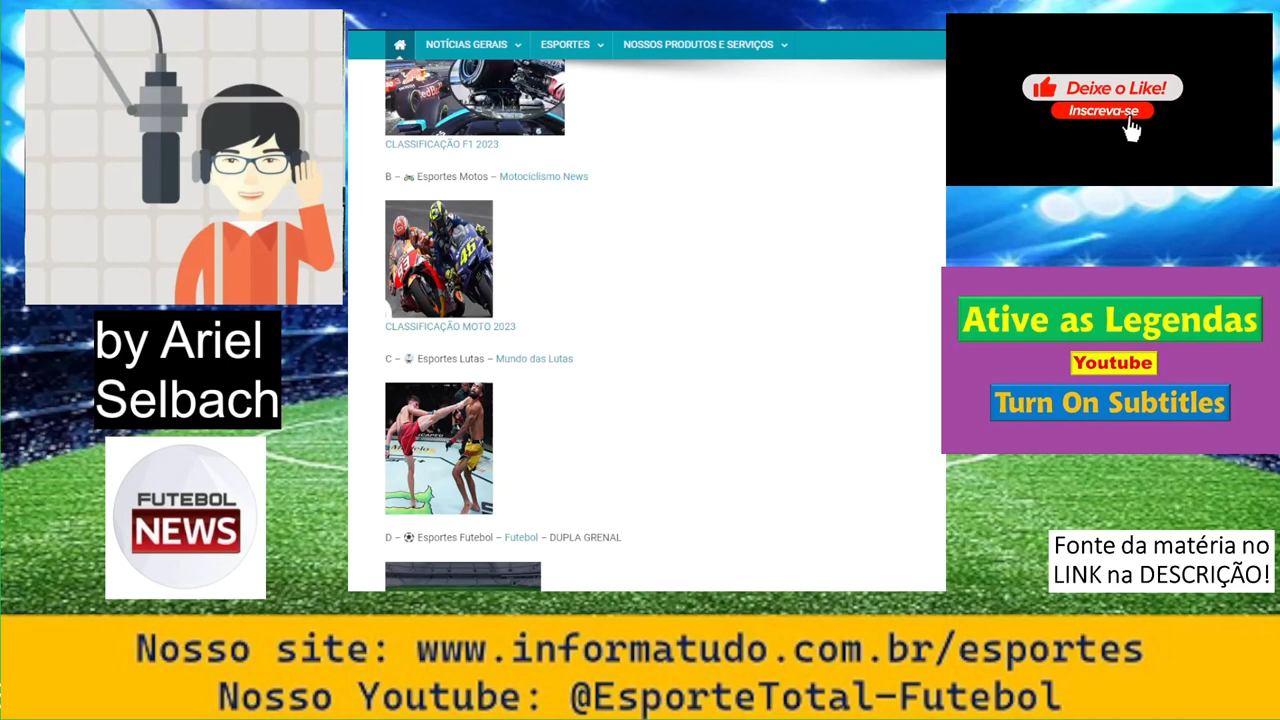 NOTÍCIAS GERAIS
ESPORTES
NOSSOS PRODUTOS E SERVIÇOS
RedBull
CLASSIFICAÇÃO F1 2023
B – Esportes Motos – Motociclismo News
93
46
CLASSIFICAÇÃO MOTO 2023
C – Esportes Lutas – Mundo das Lutas
D – Esportes Futebol – Futebol – DUPLA GRENAL
by Ariel
Selbach
FUTEBOL
NEWS
Deixe o Like!
Inscreva-se
Ative as Legendas
Youtube
Turn On Subtitles
Fonte da matéria no
LINK na DESCRIÇÃO!
Nosso site: www.informatudo.com.br/esportes
Nosso Youtube: @EsporteTotal-Futebol